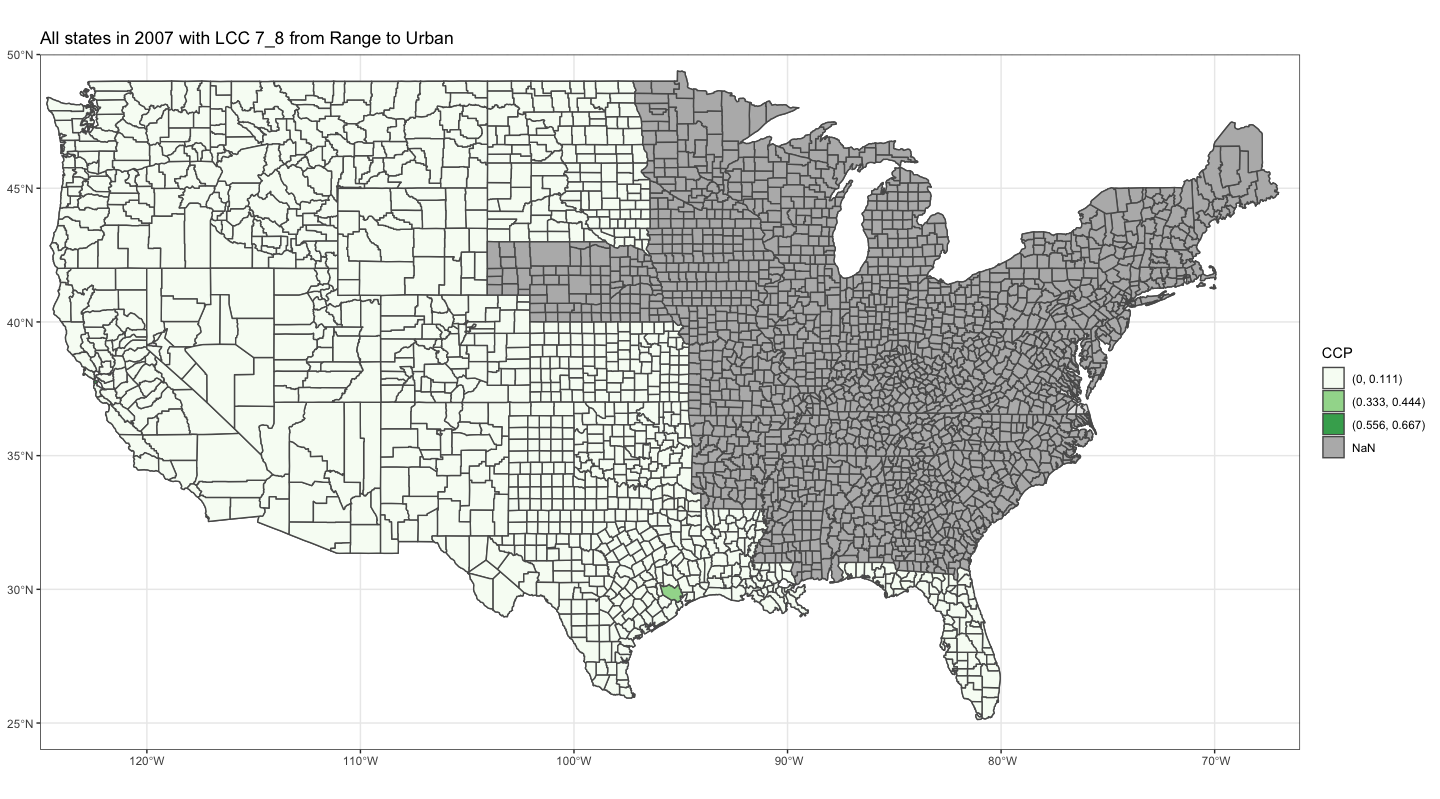 All states in 2007 with LCC 7_8 from Range to Urban
50°N
45°N
40°N
35°N
30°N
25°N
120°W
110°W
100°W
90°W
80°W
70°W
CCP
(0, 0.111)
(0.333, 0.444)
(0.556, 0.667)
NaN